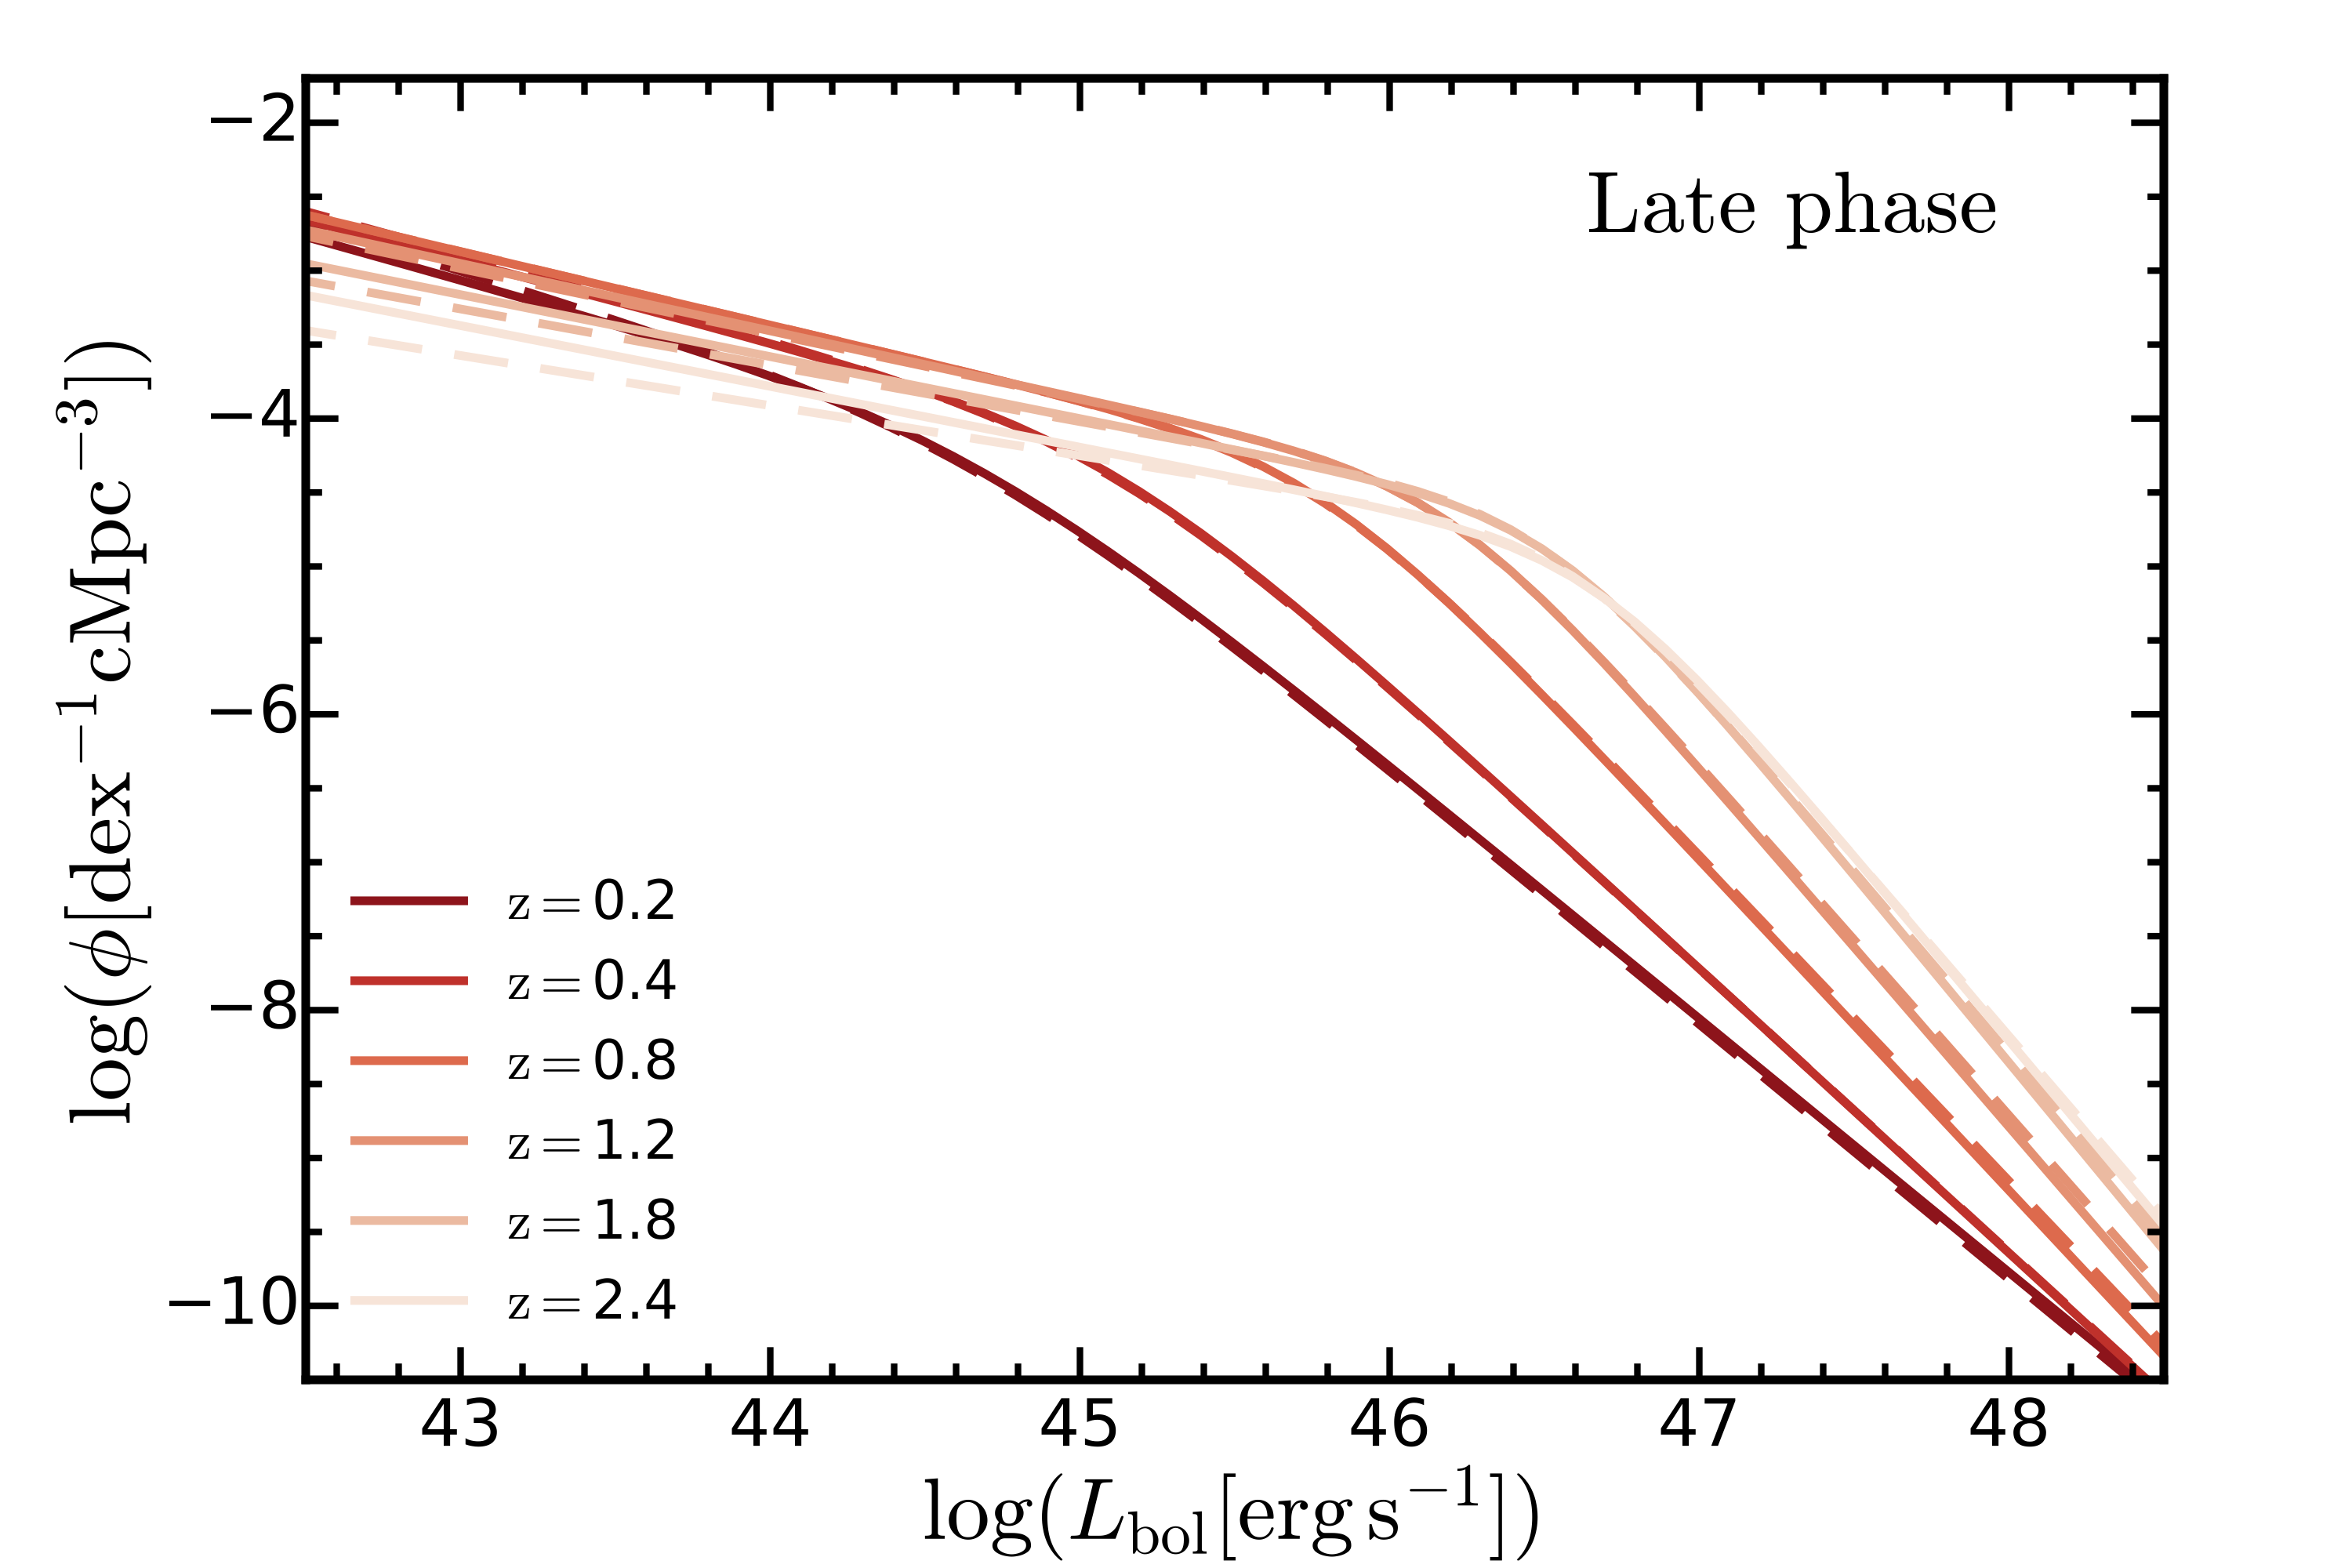 Late phase
log(ϕ[dex⁻¹cMpc⁻³])
−2
−4
−6
−8
−10
z = 0.2
z = 0.4
z = 0.8
z = 1.2
z = 1.8
z = 2.4
43 44 45 46 47 48
log(L_bol[erg s⁻¹])